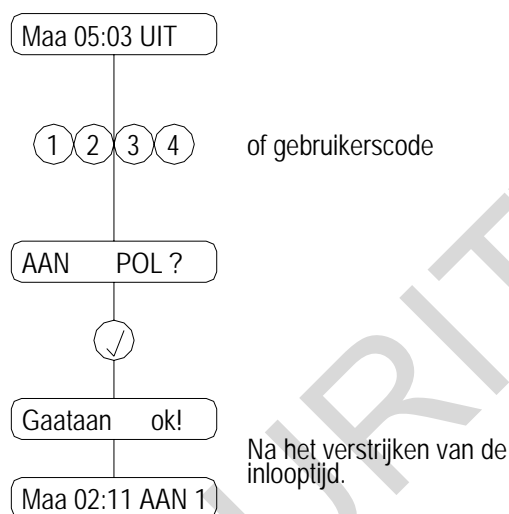 Maa 05:03 UIT
1 2 3 4 of gebruikerscode
AAN POL ?
Gaataan ok!
Na het verstrijken van de
inlooptijd.
Maa 02:11 AAN 1